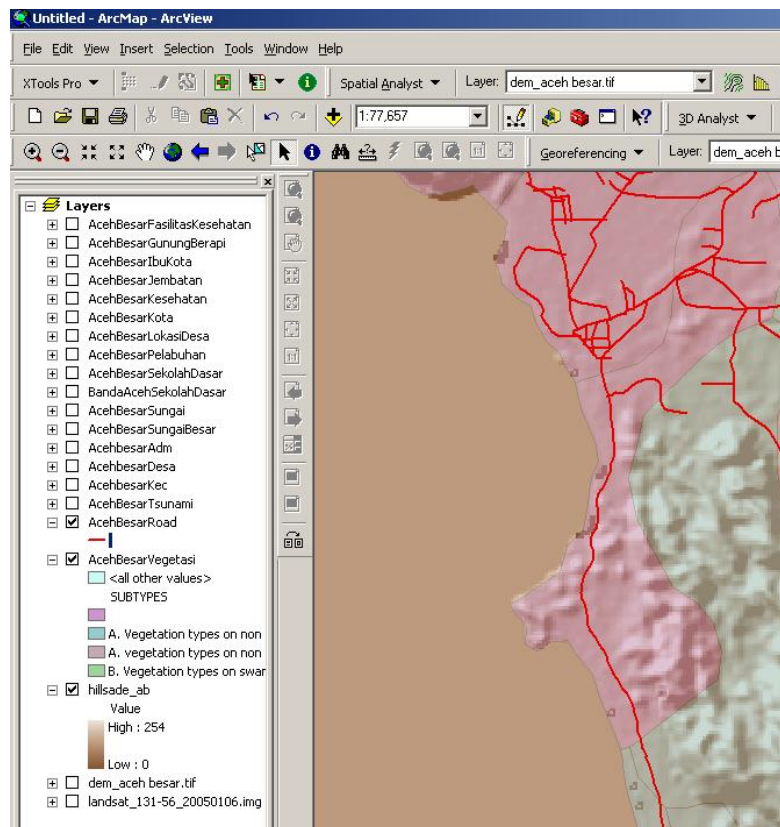 Untitled - ArcMap - ArcView
File Edit View Insert Selection Tools Window Help
XTools Pro Spatial Analyst Layer: dem_aceh besar.tif
1:77,657 3D Analyst
Georeferencing Layer: dem_aceh b
Layers
AcehBesarFasilitasKesehatan
AcehBesarGunungBerapi
AcehBesarIbuKota
AcehBesarJembatan
AcehBesarKesehatan
AcehBesarKota
AcehBesarLokasiDesa
AcehBesarPelabuhan
AcehBesarSekolahDasar
BandaAcehSekolahDasar
AcehBesarSungai
AcehBesarSungaiBesar
AcehbesarAdm
AcehbesarDesa
AcehbesarKec
AcehBesarTsunami
AcehBesarRoad
AcehBesarVegetasi
<all other values>
SUBTYPES
A. Vegetation types on non
A. vegetation types on non
B. Vegetation types on swar
hillsade_ab
Value
High : 254
Low : 0
dem_aceh besar.tif
landsat_131-56_20050106.img